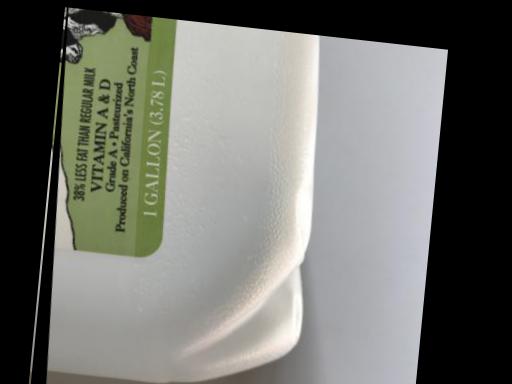 38% LESS FAT THAN REGULAR MILK
VITAMIN A & D
Grade A • Pasteurized
Produced on California's North Coast
1 GALLON (3.78 L)